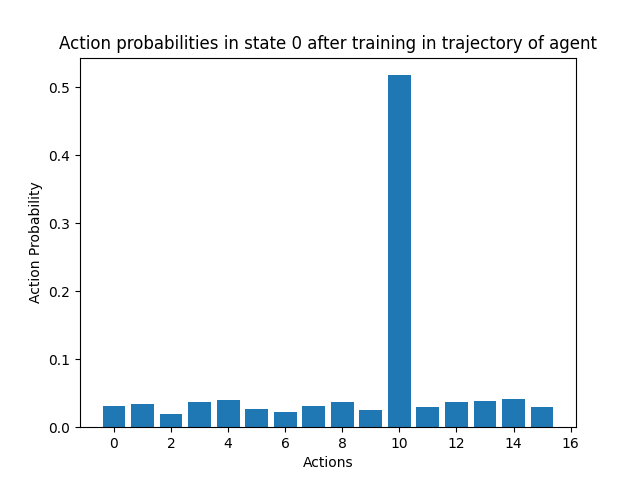 Action probabilities in state 0 after training in trajectory of agent
0.5
0.4
0.3
0.2
0.1
0.0
Action Probability
0 2 4 6 8 10 12 14 16
Actions